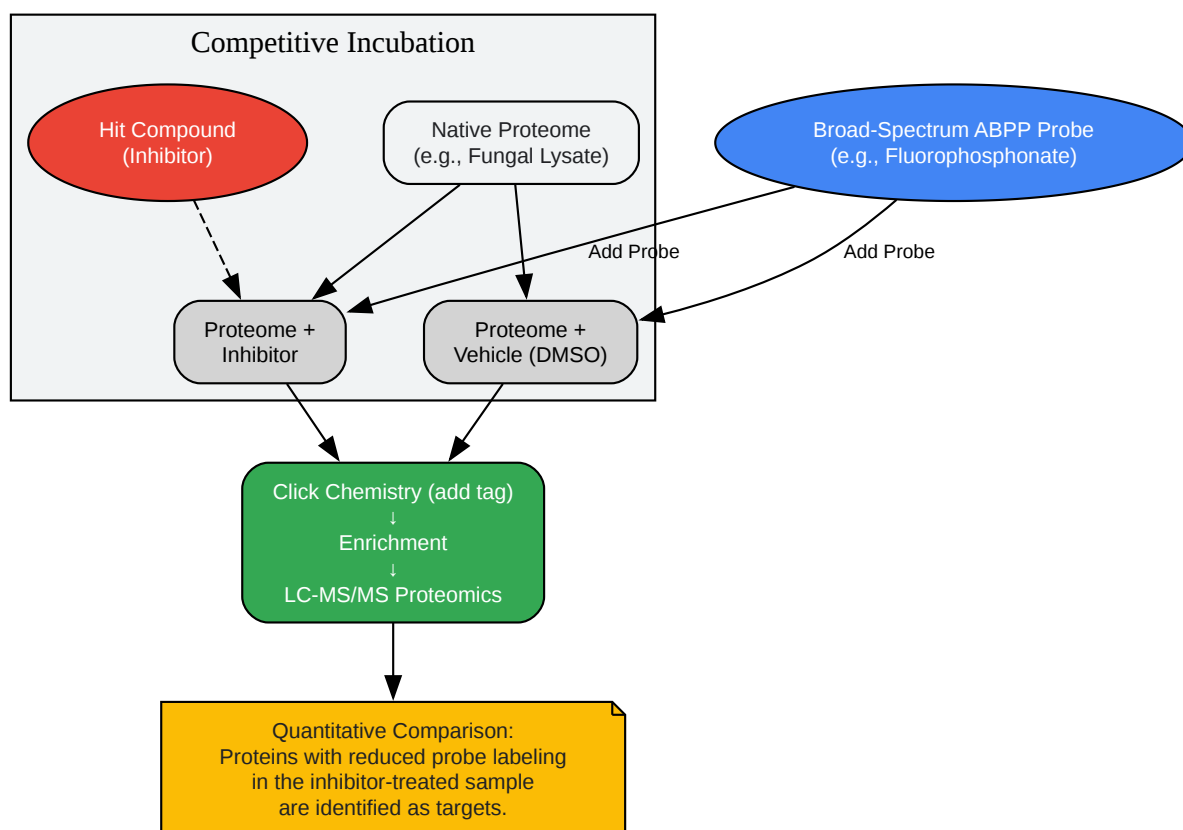 Competitive Incubation
Hit Compound
(Inhibitor)
Native Proteome
(e.g., Fungal Lysate)
Broad-Spectrum ABPP Probe
(e.g., Fluorophosphonate)
Add Probe
Add Probe
Proteome +
Inhibitor
Proteome +
Vehicle (DMSO)
Click Chemistry (add tag)
↓
Enrichment
↓
LC-MS/MS Proteomics
Quantitative Comparison:
Proteins with reduced probe labeling
in the inhibitor-treated sample
are identified as targets.